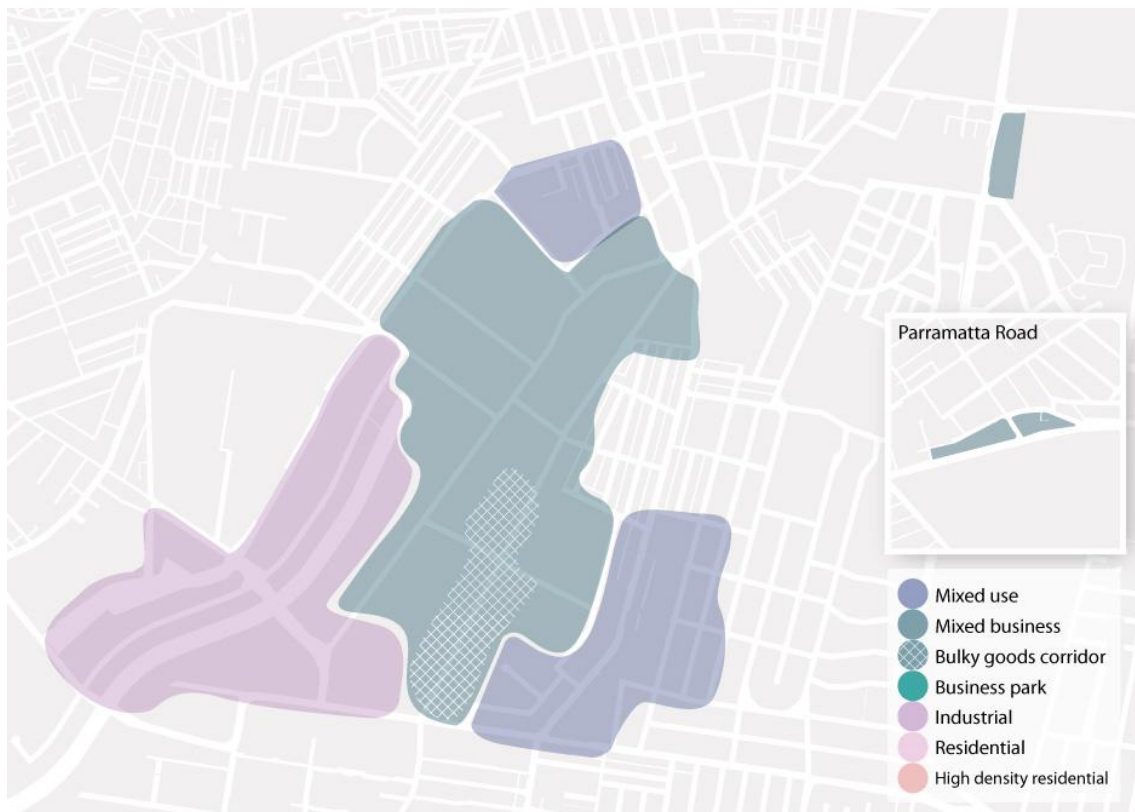 Parramatta Road
Mixed use
Mixed business
Bulky goods corridor
Business park
Industrial
Residential
High density residential